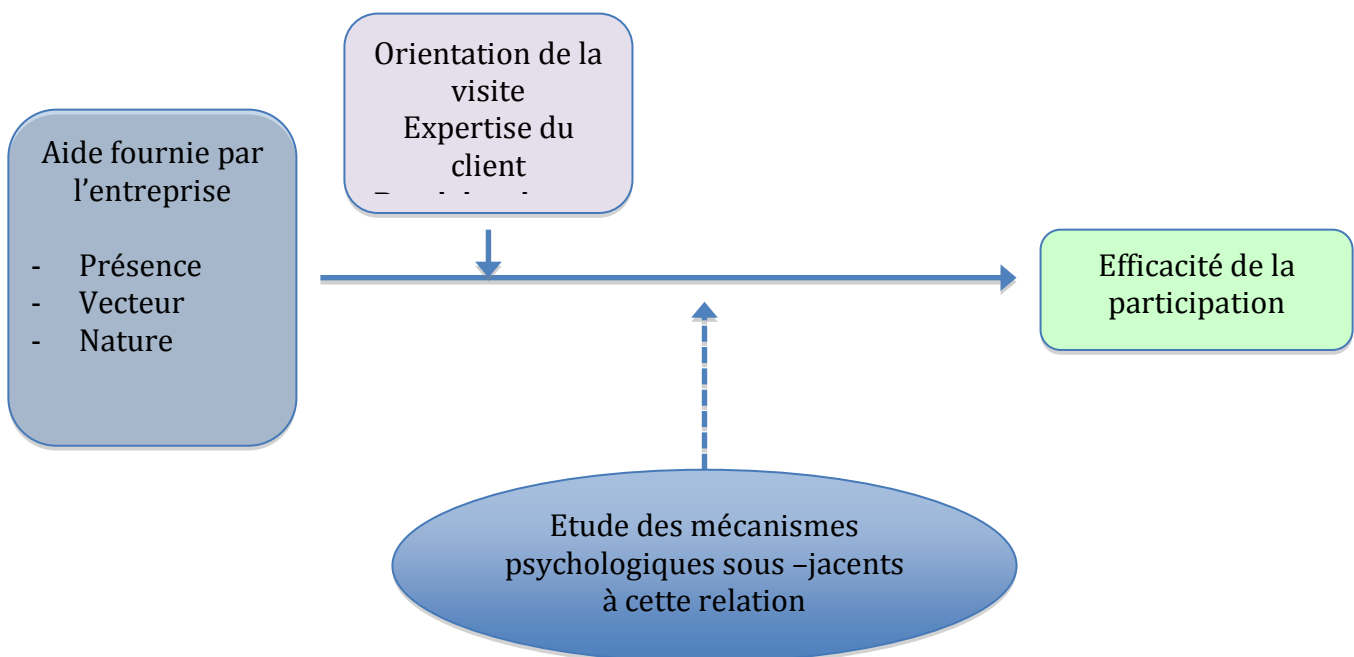 Orientation de la
visite
Expertise du
client
Aide fournie par
l’entreprise
- Présence
- Vecteur
- Nature
Efficacité de la
participation
Etude des mécanismes
psychologiques sous –jacents
à cette relation